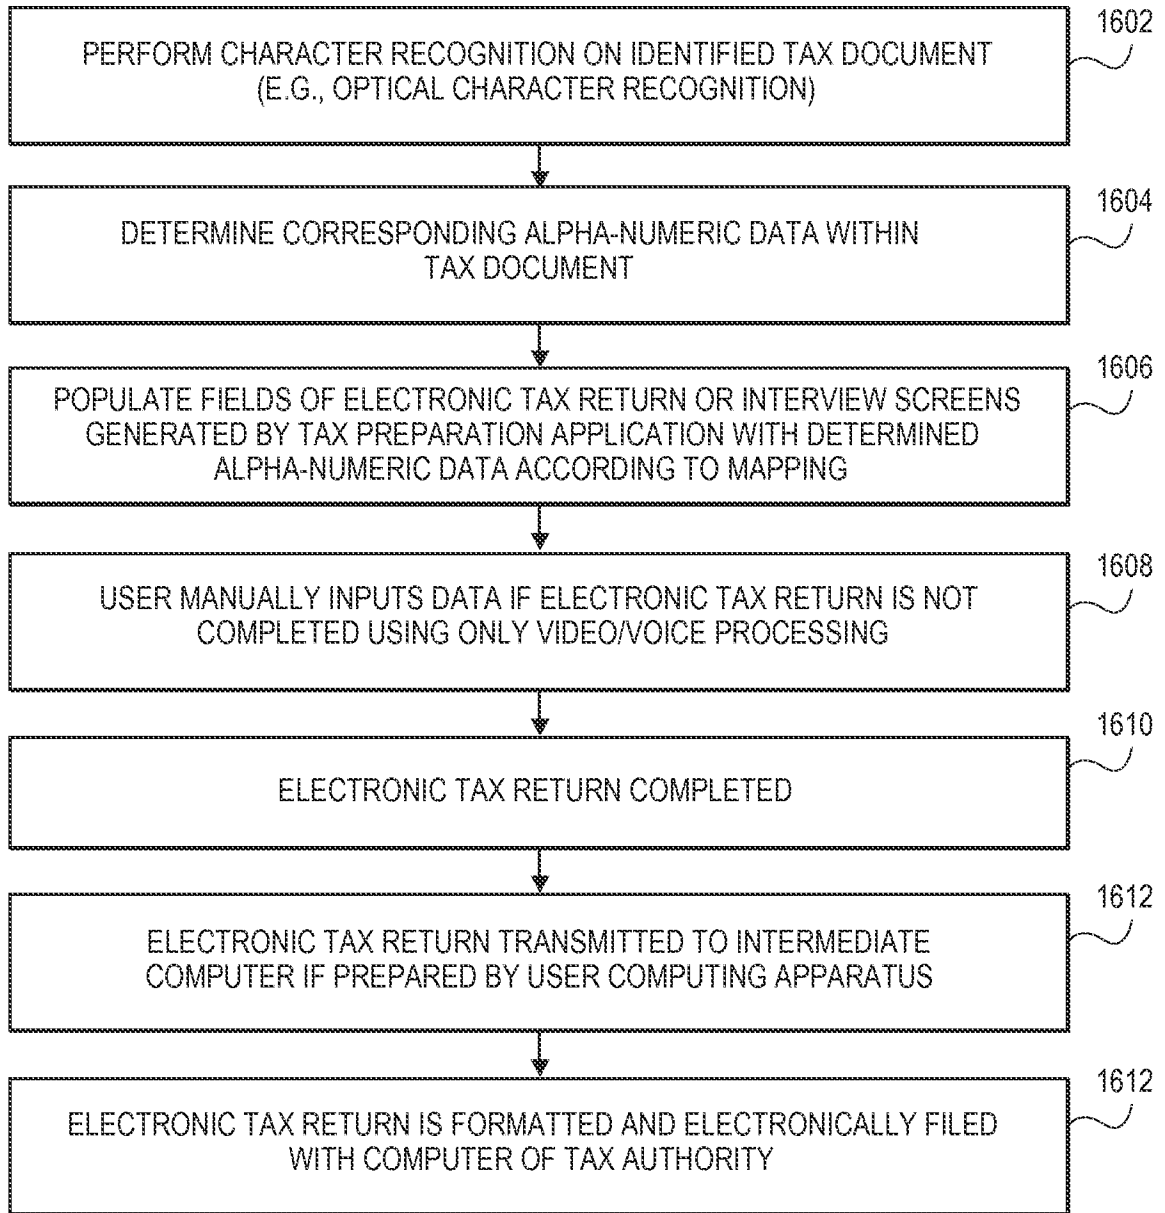 1602
PERFORM CHARACTER RECOGNITION ON IDENTIFIED TAX DOCUMENT
(E.G., OPTICAL CHARACTER RECOGNITION)
1604
DETERMINE CORRESPONDING ALPHA-NUMERIC DATA WITHIN
TAX DOCUMENT
1606
POPULATE FIELDS OF ELECTRONIC TAX RETURN OR INTERVIEW SCREENS
GENERATED BY TAX PREPARATION APPLICATION WITH DETERMINED
ALPHA-NUMERIC DATA ACCORDING TO MAPPING
1608
USER MANUALLY INPUTS DATA IF ELECTRONIC TAX RETURN IS NOT
COMPLETED USING ONLY VIDEO/VOICE PROCESSING
1610
ELECTRONIC TAX RETURN COMPLETED
1612
ELECTRONIC TAX RETURN TRANSMITTED TO INTERMEDIATE
COMPUTER IF PREPARED BY USER COMPUTING APPARATUS
1612
ELECTRONIC TAX RETURN IS FORMATTED AND ELECTRONICALLY FILED
WITH COMPUTER OF TAX AUTHORITY